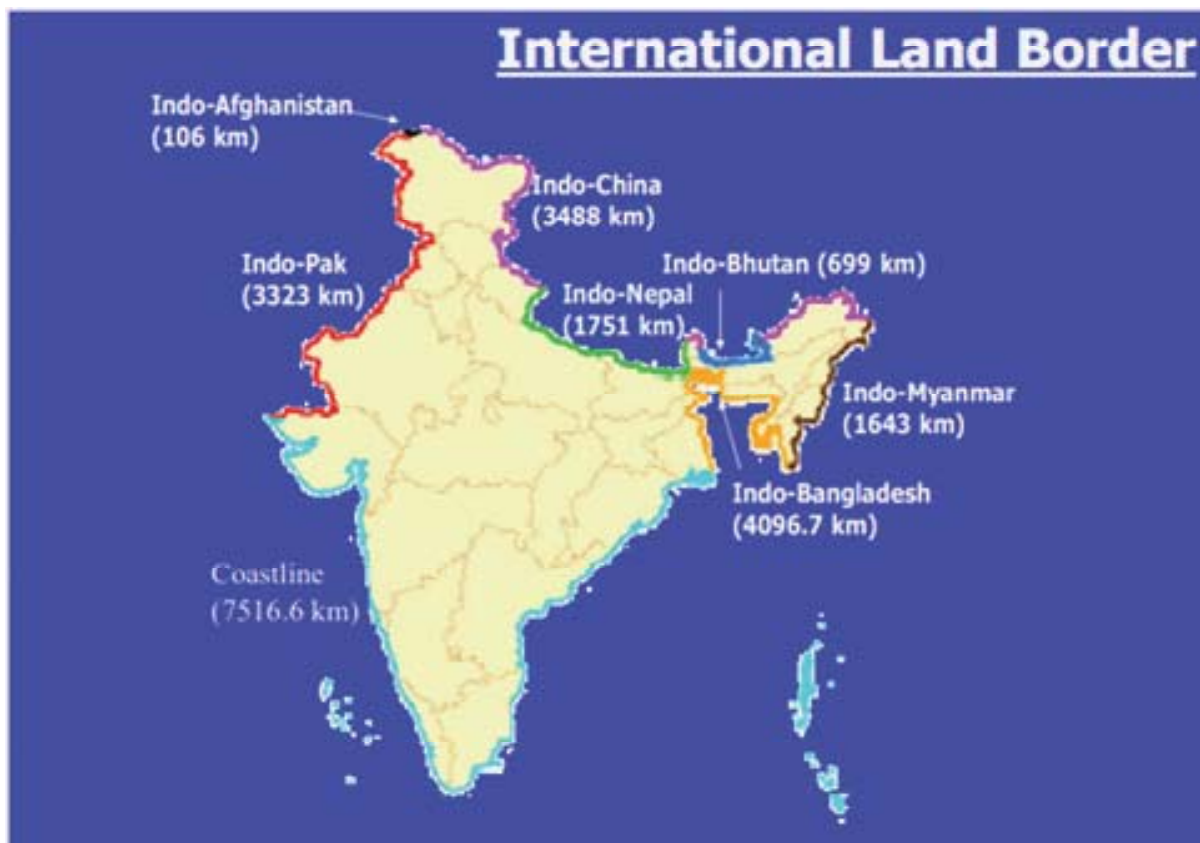 International Land Border
Indo-Afghanistan
(106 km)
Indo-China
(3488 km)
Indo-Pak
(3323 km)
Indo-Bhutan (699 km)
Indo-Nepal
(1751 km)
Indo-Myanmar
(1643 km)
Indo-Bangladesh
(4096.7 km)
Coastline
(7516.6 km)